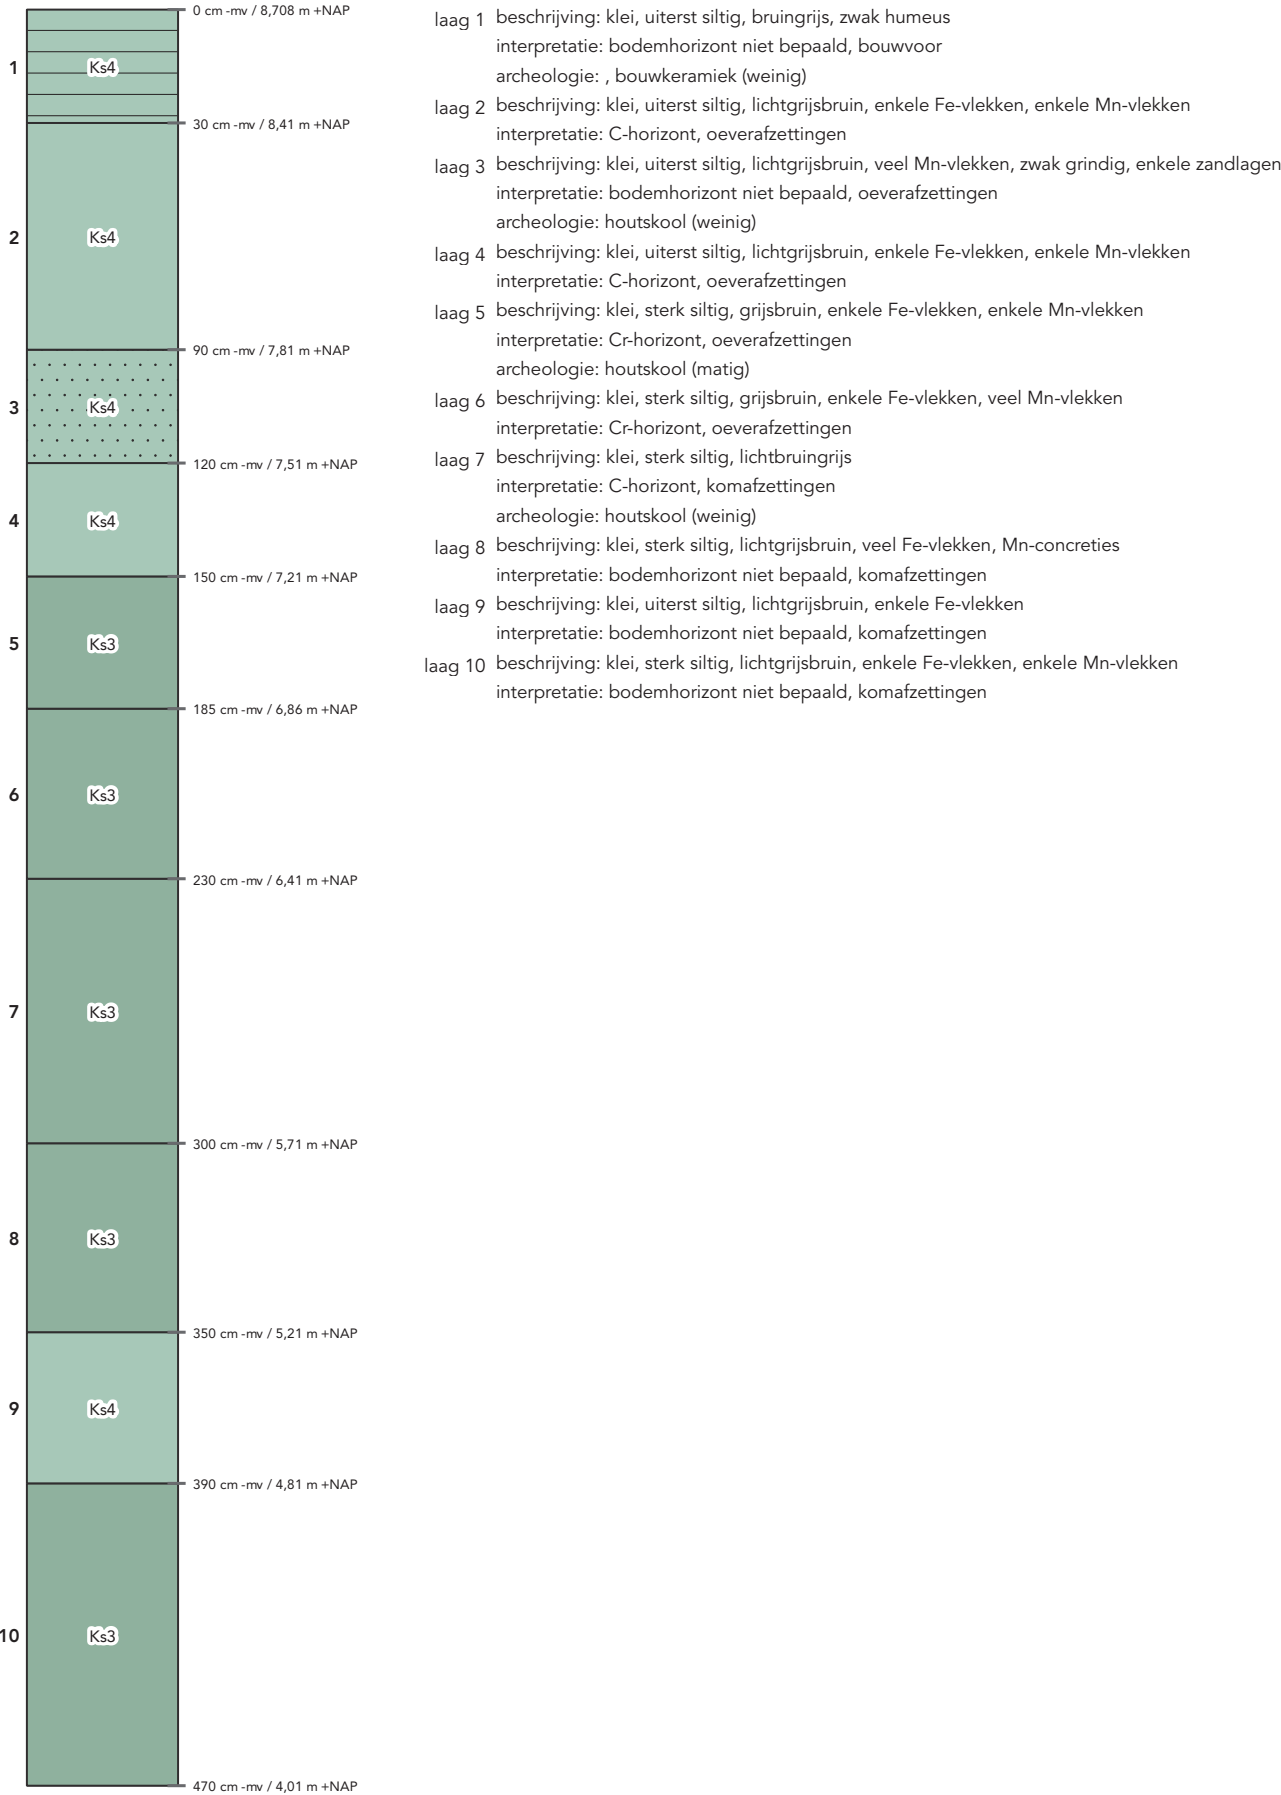 0 cm -mv / 8,708 m +NAP
1
Ks4
30 cm -mv / 8,41 m +NAP
2
Ks4
90 cm -mv / 7,81 m +NAP
3
Ks4
120 cm -mv / 7,51 m +NAP
4
Ks4
150 cm -mv / 7,21 m +NAP
5
Ks3
185 cm -mv / 6,86 m +NAP
6
Ks3
230 cm -mv / 6,41 m +NAP
7
Ks3
300 cm -mv / 5,71 m +NAP
8
Ks3
350 cm -mv / 5,21 m +NAP
9
Ks4
390 cm -mv / 4,81 m +NAP
10
Ks3
470 cm -mv / 4,01 m +NAP
laag 1 beschrijving: klei, uiterst siltig, bruingrijs, zwak humeus
interpretatie: bodemhorizont niet bepaald, bouwvoor
archeologie: , bouwkeramiek (weinig)
laag 2 beschrijving: klei, uiterst siltig, lichtgrijsbruin, enkele Fe-vlekken, enkele Mn-vlekken
interpretatie: C-horizont, oeverafzettingen
laag 3 beschrijving: klei, uiterst siltig, lichtgrijsbruin, veel Mn-vlekken, zwak grindig, enkele zandlagen
interpretatie: bodemhorizont niet bepaald, oeverafzettingen
archeologie: houtskool (weinig)
laag 4 beschrijving: klei, uiterst siltig, lichtgrijsbruin, enkele Fe-vlekken, enkele Mn-vlekken
interpretatie: C-horizont, oeverafzettingen
laag 5 beschrijving: klei, sterk siltig, grijsbruin, enkele Fe-vlekken, enkele Mn-vlekken
interpretatie: Cr-horizont, oeverafzettingen
archeologie: houtskool (matig)
laag 6 beschrijving: klei, sterk siltig, grijsbruin, enkele Fe-vlekken, veel Mn-vlekken
interpretatie: Cr-horizont, oeverafzettingen
laag 7 beschrijving: klei, sterk siltig, lichtbruingrijs
interpretatie: C-horizont, komafzettingen
archeologie: houtskool (weinig)
laag 8 beschrijving: klei, sterk siltig, lichtgrijsbruin, veel Fe-vlekken, Mn-concreties
interpretatie: bodemhorizont niet bepaald, komafzettingen
laag 9 beschrijving: klei, uiterst siltig, lichtgrijsbruin, enkele Fe-vlekken
interpretatie: bodemhorizont niet bepaald, komafzettingen
laag 10 beschrijving: klei, sterk siltig, lichtgrijsbruin, enkele Fe-vlekken, enkele Mn-vlekken
interpretatie: bodemhorizont niet bepaald, komafzettingen